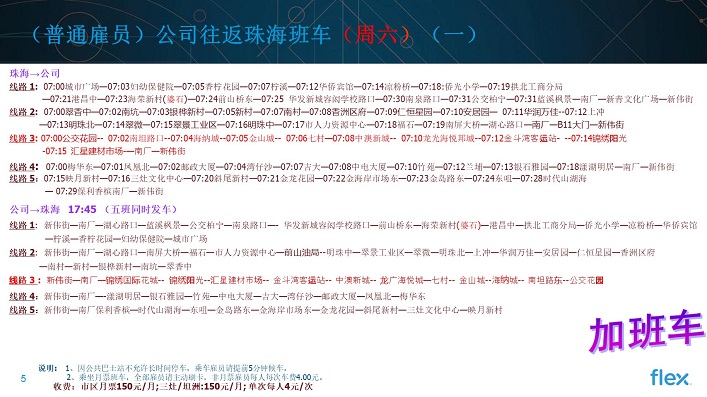 （普通雇员）公司往返珠海班车（周六）（一）
珠海→公司
线路 1: 07:00城市广场—07:03妇幼保健院—07:05香柠花园—07:07柠溪—07:12华侨宾馆—07:14凉粉桥—07:18:侨光小学—07:19拱北工商分局
—07:21港昌中—07:23海荣新村(婆石)—07:24前山桥东—07:25 华发新城容闳学校路口—07:30南泉路口—07:31公交柏宁—07:31蓝溪枫景—南厂—新青文化广场—新伟街
线路 2: 07:00翠香中—07:02南坑—07:03银桦新村—07:05新村—07:07南村—07:08香洲区府—07:09仁恒星园—07:10安居园— 07:11华润万佳--07:12上冲
—07:13明珠北—07:14翠微—07:15翠景工业区—07:16明珠中—07:17市人力资源中心—07:18福石—07:19南屏大桥—湖心路口—南厂—B11大门—新伟街
线路 3: 07:00公交花园-- 07:02南坦路口--07:04海纳城--07:05金山城-- 07:06七村—07:08中澳新城-- 07:10龙光海悦邦城--07:12金斗湾客运站- --07:14锦绣阳光
-07:15 汇星建材市场—南厂—新伟街
线路 4: 07:00梅华东—07:01凤凰北—07:02邮政大厦—07:04湾仔沙—07:07吉大—07:08中电大厦—07:10竹苑—07:12兰埔—07:13银石雅园—07:18漾湖明居—南厂—新伟街
线路 5: 07:15映月新村—07:16三灶文化中心—07:20斜尾新村—07:21金龙花园—07:22金海岸市场东—07:23金岛路东—07:24东咀—07:28时代山湖海
— 07:29保利香槟南厂—新伟街
公司→珠海 17:45 （五班同时发车）
线路 1: 新伟街—南厂—湖心路口—蓝溪枫景—公交柏宁—南泉路口--- 华发新城容闳学校路口—前山桥东—海荣新村(婆石)—港昌中—拱北工商分局—侨光小学—凉粉桥—华侨宾馆
—柠溪—香柠花园—妇幼保健院—城市广场
线路 2: 新伟街—南厂—湖心路口—南屏大桥—福石—市人力资源中心—前山油局--明珠中—翠景工业区—翠微—明珠北—上冲—华润万佳—安居园—仁恒星园—香洲区府
—南村—新村—银桦新村—南坑—翠香中
线路 3 : 新伟街—南厂—锦绣国际花城-- 锦绣阳光--汇星建材市场-- 金斗湾客运站-- 中澳新城-- 龙广海悦城—七村-- 金山城--海纳城-- 南坦路东--公交花园
线路 4: 新伟街—南厂—-漾湖明居—银石雅园—竹苑—中电大厦—吉大—湾仔沙—邮政大厦—凤凰北—梅华东
线路 5: 新伟街—南厂保利香槟—时代山湖海—东咀—金岛路东—金海岸市场东—金龙花园—斜尾新村—三灶文化中心—映月新村
加班车
说明: 1、因公共巴士站不允许长时间停车，乘车雇员请提前5分钟候车。
2、乘坐月票班车，全部雇员请主动刷卡，非月票雇员每人每次车费4.00元。
收费：市区月票150元/月;三灶/坦洲:150元/月; 单次每人4元/次
5
flex